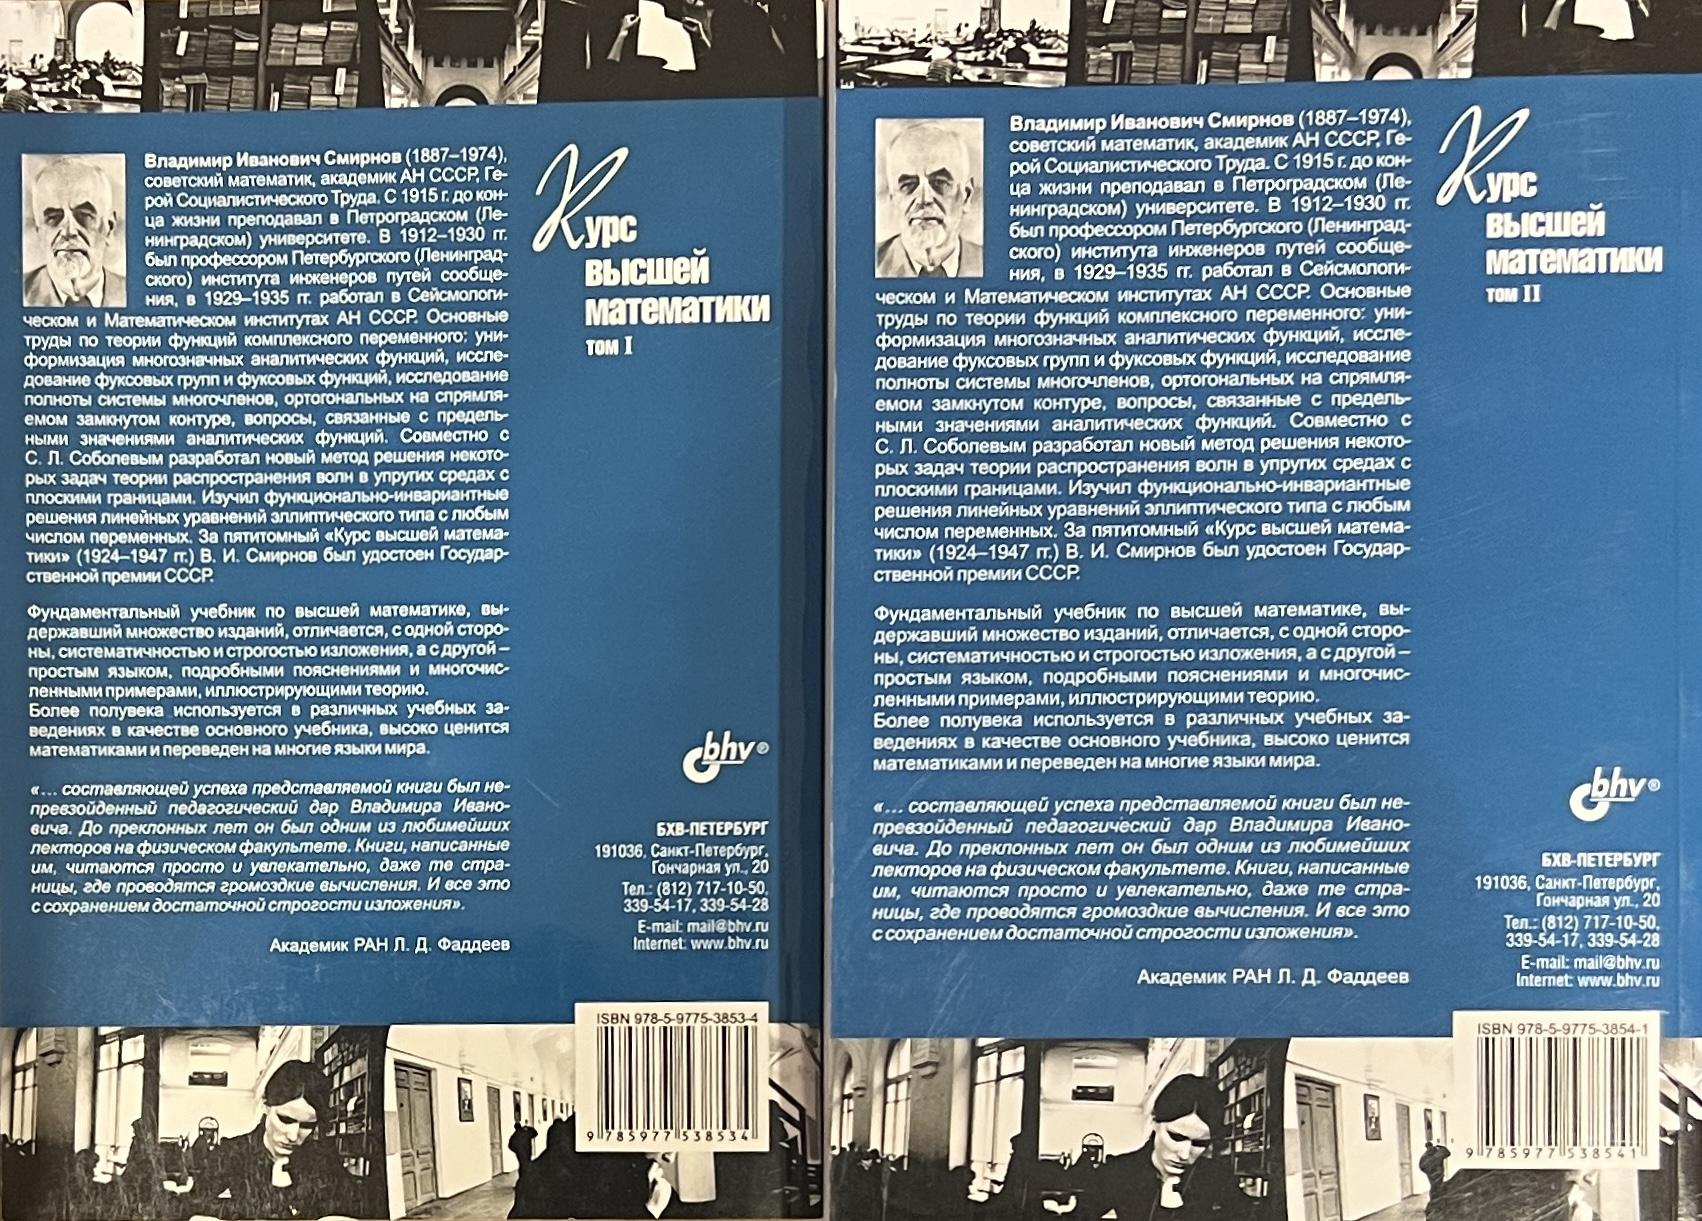 Владимир Иванович Смирнов (1887–1974),
советский математик, академик АН СССР, Ге-
рой Социалистического Труда. С 1915 г. до кон-
ца жизни преподавал в Петроградском (Ле-
нинградском) университете. В 1912–1930 гг.
был профессором Петербургского (Ленинград-
ского) института инженеров путей сообще-
ния, в 1929–1935 гг. работал в Сейсмологи-
ческом и Математическом институтах АН СССР. Основные
труды по теории функций комплексного переменного: уни-
формизация многозначных аналитических функций, иссле-
дование фуксовых групп и фуксовых функций, исследование
полноты системы многочленов, ортогональных на спрямля-
емом замкнутом контуре, вопросы, связанные с предель-
ными значениями аналитических функций. Совместно с
С. Л. Соболевым разработал новый метод решения некото-
рых задач теории распространения волн в упругих средах с
плоскими границами. Изучил функционально-инвариантные
решения линейных уравнений эллиптического типа с любым
числом переменных. За пятитомный «Курс высшей матема-
тики» (1924–1947 гг.) В. И. Смирнов был удостоен Государ-
ственной премии СССР.
Фундаментальный учебник по высшей математике, вы-
державший множество изданий, отличается, с одной сторо-
ны, систематичностью и строгостью изложения, а с другой –
простым языком, подробными пояснениями и многочис-
ленными примерами, иллюстрирующими теорию.
Более полувека используется в различных учебных за-
ведениях в качестве основного учебника, высоко ценится
математиками и переведен на многие языки мира.
«... составляющей успеха представляемой книги был не-
превзойденный педагогический дар Владимира Ивано-
вича. До преклонных лет он был одним из любимейших
лекторов на физическом факультете. Книги, написанные
им, читаются просто и увлекательно, даже те стра-
ницы, где проводятся громоздкие вычисления. И все это
с сохранением достаточной строгости изложения».
Академик РАН Л. Д. Фаддеев
Курс
высшей
математики
том I
bhv®
БХВ-ПЕТЕРБУРГ
191036, Санкт-Петербург,
Гончарная ул., 20
Тел.: (812) 717-10-50,
339-54-17, 339-54-28
E-mail: mail@bhv.ru
Internet: www.bhv.ru
ISBN 978-5-9775-3853-4
9 785977 538534
Владимир Иванович Смирнов (1887–1974),
советский математик, академик АН СССР, Ге-
рой Социалистического Труда. С 1915 г. до кон-
ца жизни преподавал в Петроградском (Ле-
нинградском) университете. В 1912–1930 гг.
был профессором Петербургского (Ленинград-
ского) института инженеров путей сообще-
ния, в 1929–1935 гг. работал в Сейсмологи-
ческом и Математическом институтах АН СССР. Основные
труды по теории функций комплексного переменного: уни-
формизация многозначных аналитических функций, иссле-
дование фуксовых групп и фуксовых функций, исследование
полноты системы многочленов, ортогональных на спрямля-
емом замкнутом контуре, вопросы, связанные с предель-
ными значениями аналитических функций. Совместно с
С. Л. Соболевым разработал новый метод решения некото-
рых задач теории распространения волн в упругих средах с
плоскими границами. Изучил функционально-инвариантные
решения линейных уравнений эллиптического типа с любым
числом переменных. За пятитомный «Курс высшей матема-
тики» (1924–1947 гг.) В. И. Смирнов был удостоен Государ-
ственной премии СССР.
Фундаментальный учебник по высшей математике, вы-
державший множество изданий, отличается, с одной сторо-
ны, систематичностью и строгостью изложения, а с другой –
простым языком, подробными пояснениями и многочис-
ленными примерами, иллюстрирующими теорию.
Более полувека используется в различных учебных за-
ведениях в качестве основного учебника, высоко ценится
математиками и переведен на многие языки мира.
«... составляющей успеха представляемой книги был не-
превзойденный педагогический дар Владимира Ивано-
вича. До преклонных лет он был одним из любимейших
лекторов на физическом факультете. Книги, написанные
им, читаются просто и увлекательно, даже те стра-
ницы, где проводятся громоздкие вычисления. И все это
с сохранением достаточной строгости изложения».
Академик РАН Л. Д. Фаддеев
Курс
высшей
математики
том II
bhv®
БХВ-ПЕТЕРБУРГ
191036, Санкт-Петербург,
Гончарная ул., 20
Тел.: (812) 717-10-50,
339-54-17, 339-54-28
E-mail: mail@bhv.ru
Internet: www.bhv.ru
ISBN 978-5-9775-3854-1
9 785977 538541